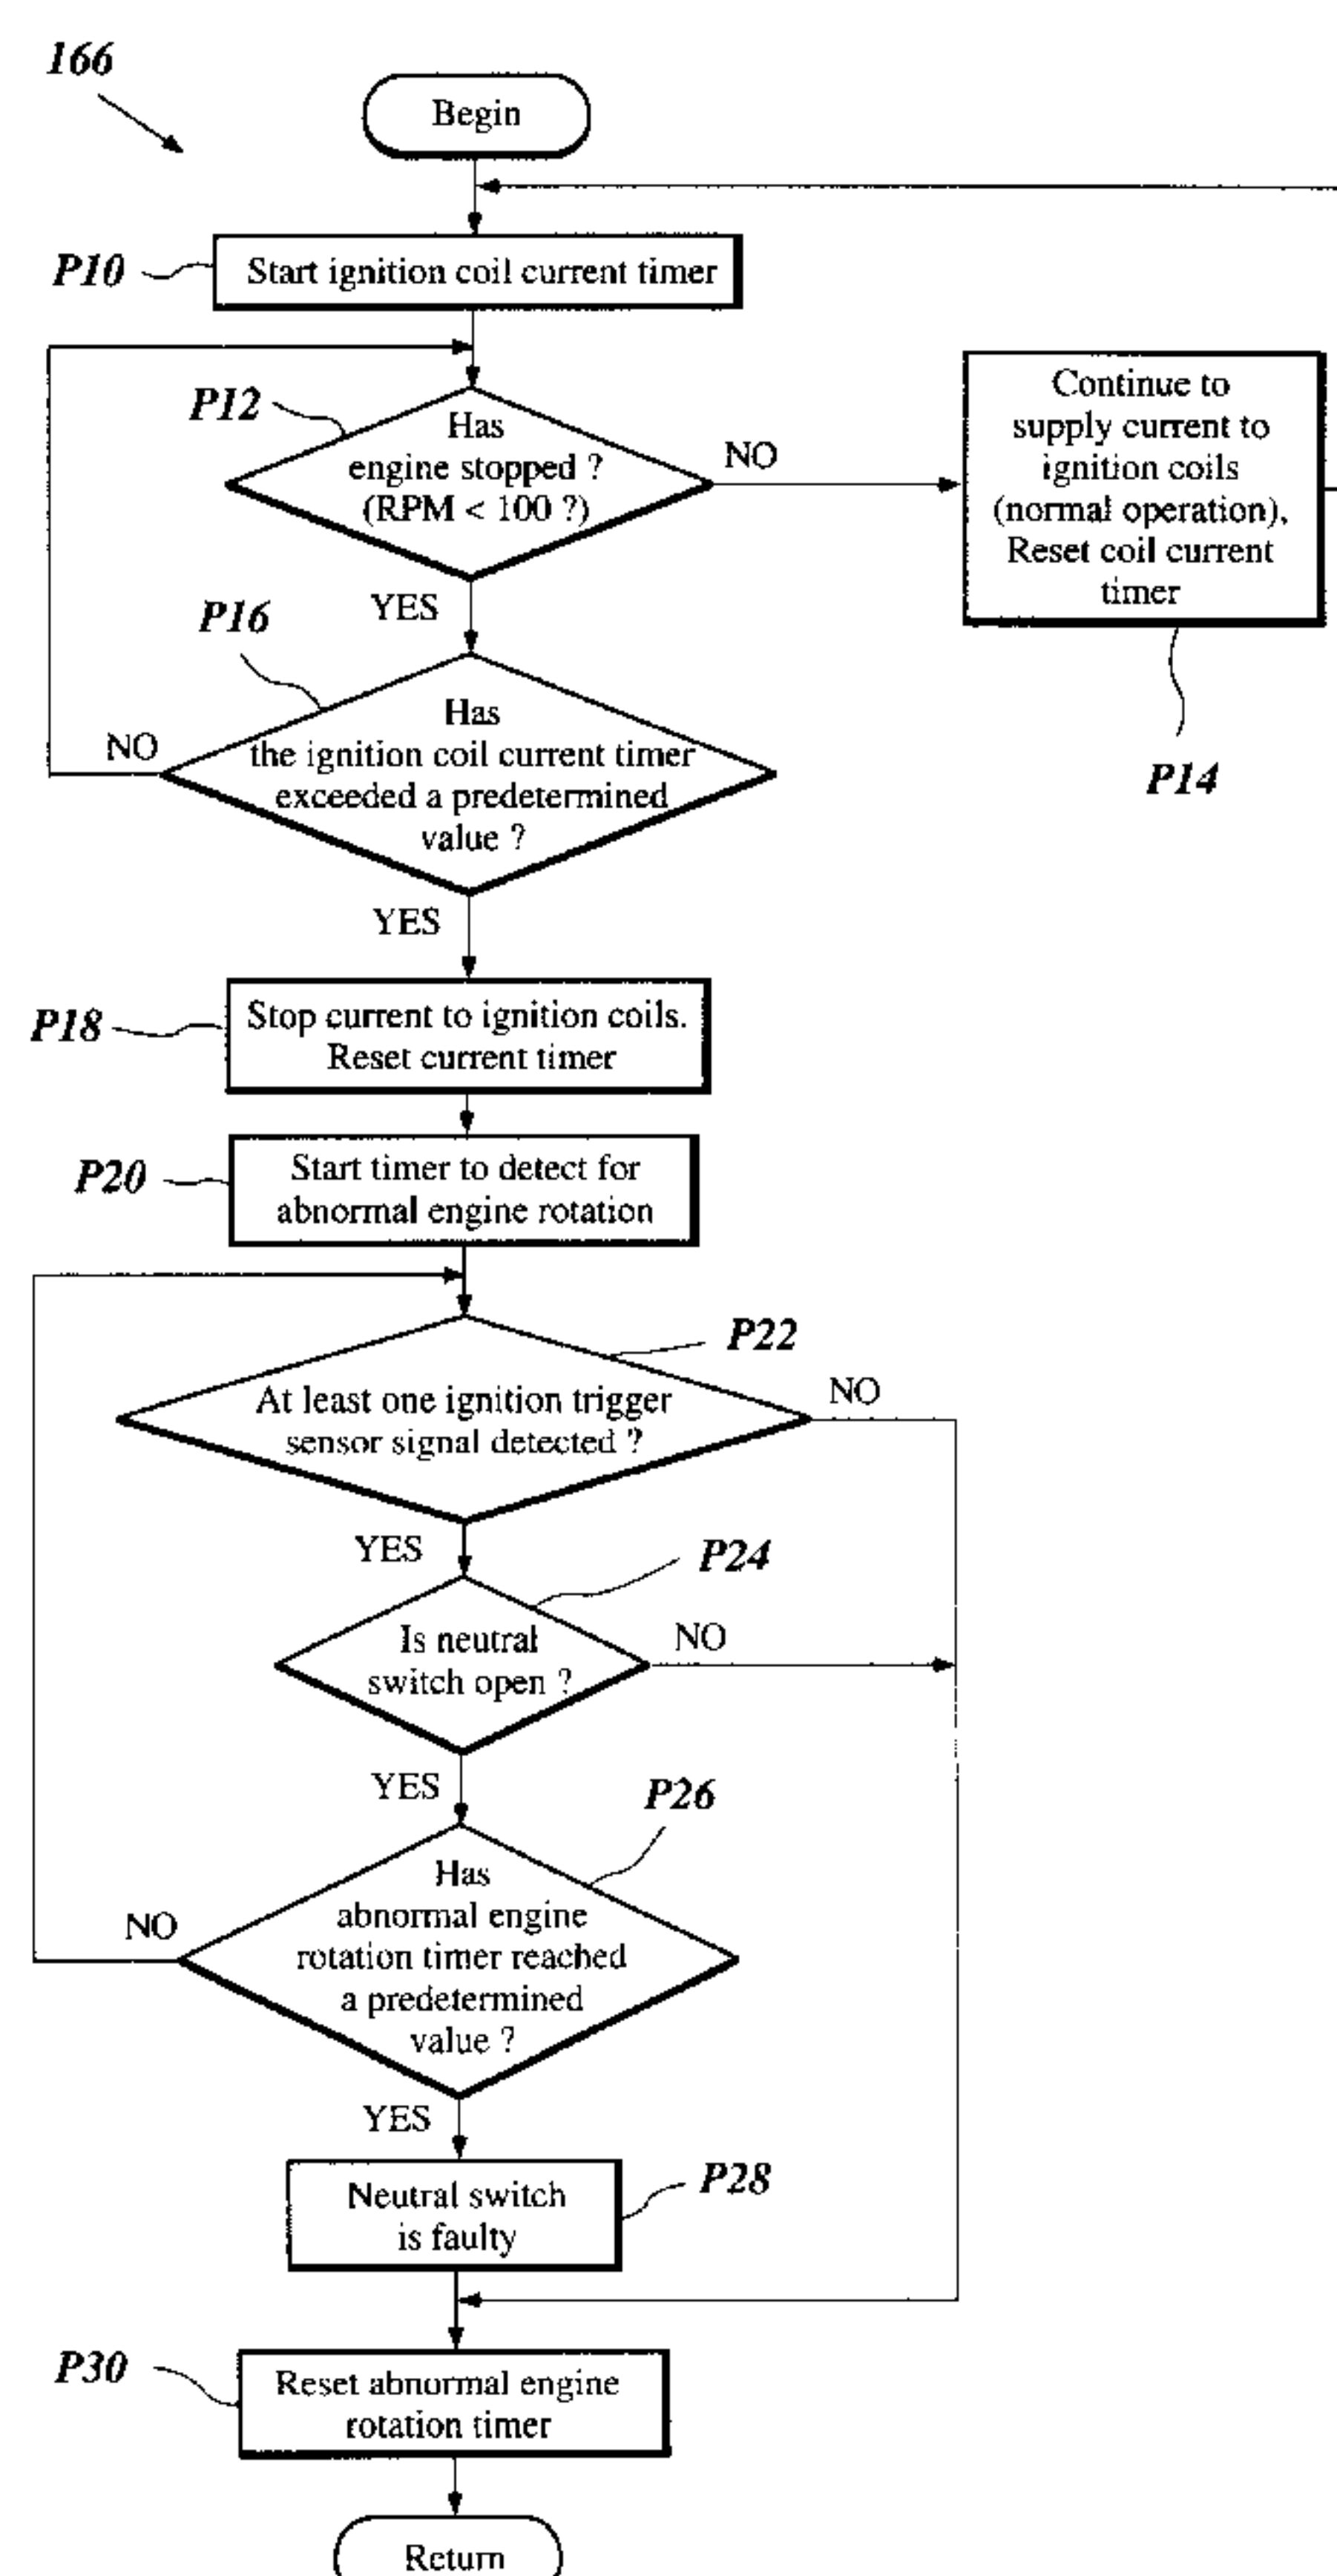 166
Begin
P10
Start ignition coil current timer
P12
Has
engine stopped ?
(RPM < 100 ?)
NO
YES
Continue to
supply current to
ignition coils
(normal operation),
Reset coil current
timer
P14
P16
Has
the ignition coil current timer
exceeded a predetermined
value ?
NO
YES
P18
Stop current to ignition coils.
Reset current timer
P20
Start timer to detect for
abnormal engine rotation
P22
At least one ignition trigger
sensor signal detected ?
NO
YES
P24
Is neutral
switch open ?
NO
YES
P26
Has
abnormal engine
rotation timer reached
a predetermined
value ?
NO
YES
P28
Neutral switch
is faulty
P30
Reset abnormal engine
rotation timer
Return